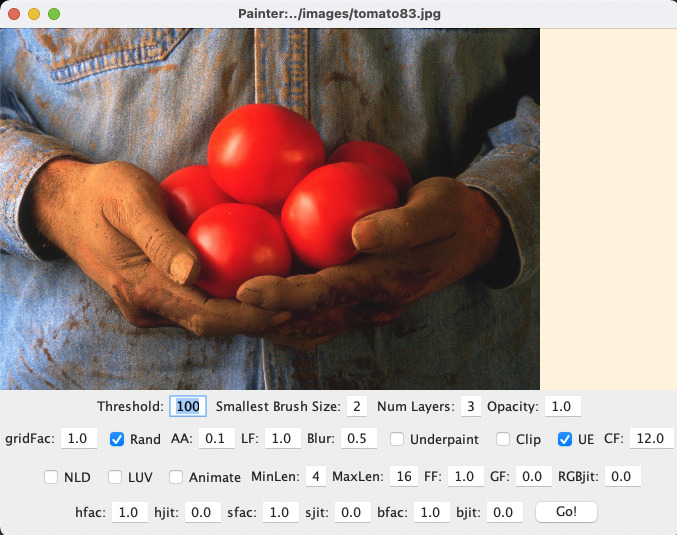 Painter:../images/tomato83.jpg
Threshold: 100 Smallest Brush Size: 2 Num Layers: 3 Opacity: 1.0
gridFac: 1.0 Rand AA: 0.1 LF: 1.0 Blur: 0.5 Underpaint Clip UE CF: 12.0
NLD LUV Animate MinLen: 4 MaxLen: 16 FF: 1.0 GF: 0.0 RGBjit: 0.0
hfac: 1.0 hjit: 0.0 sfac: 1.0 sjit: 0.0 bfac: 1.0 bjit: 0.0 Go!